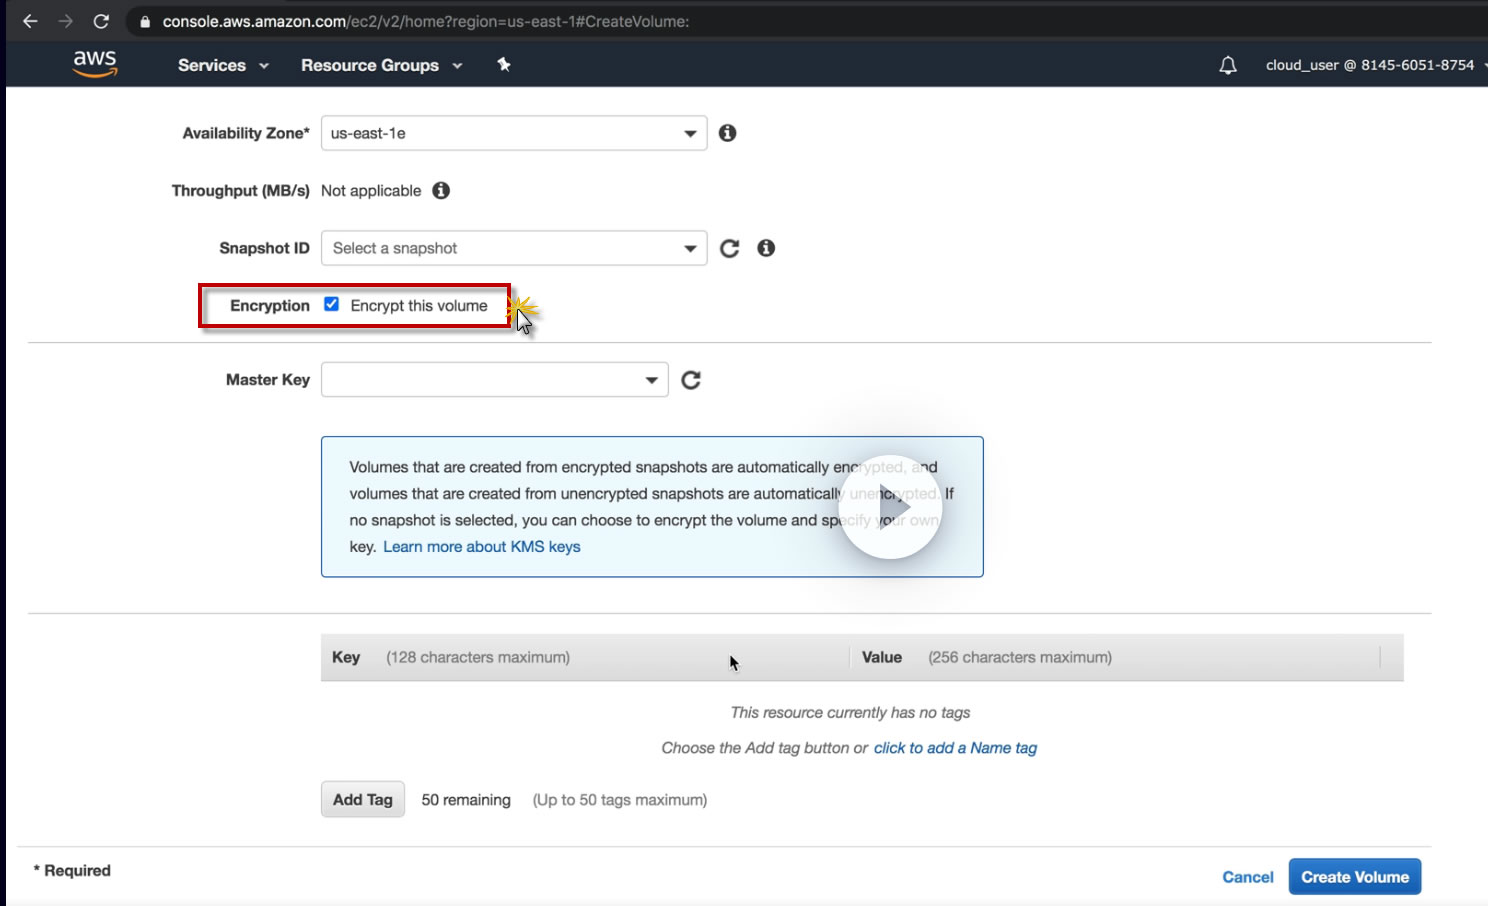 console.aws.amazon.com/ec2/v2/home?region=us-east-1#CreateVolume:
aws Services Resource Groups cloud_user @ 8145-6051-8754
Availability Zone* us-east-1e
Throughput (MB/s) Not applicable
Snapshot ID Select a snapshot
Encryption Encrypt this volume
Master Key
Volumes that are created from encrypted snapshots are automatically encrypted, and
volumes that are created from unencrypted snapshots are automatically unencrypted. If
no snapshot is selected, you can choose to encrypt the volume and specify your own
key. Learn more about KMS keys
Key (128 characters maximum) Value (256 characters maximum)
This resource currently has no tags
Choose the Add tag button or click to add a Name tag
Add Tag 50 remaining (Up to 50 tags maximum)
* Required
Cancel Create Volume